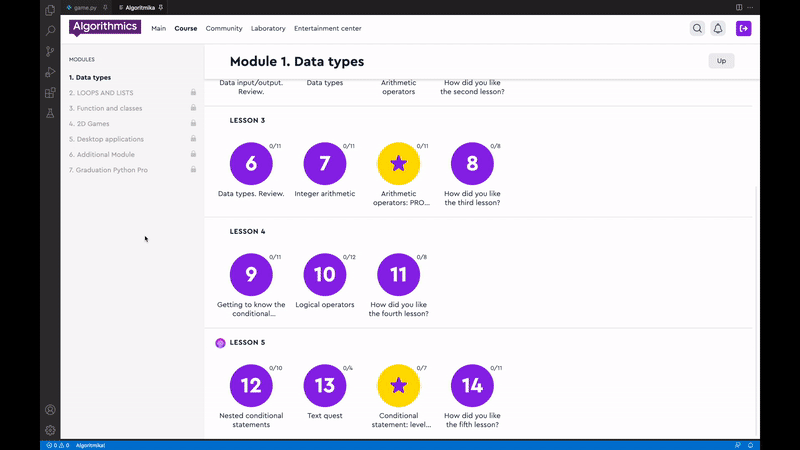 game.py
Algoritmika
Algorithmics
Main
Course
Community
Laboratory
Entertainment center
MODULES
1. Data types
2. LOOPS AND LISTS
3. Function and classes
4. 2D Games
5. Desktop applications
6. Additional Module
7. Graduation Python Pro
Module 1. Data types
Up
Data input/output.
Review.
Data types
Arithmetic
operators
How did you like
the second lesson?
LESSON 3
6
0/11
Data types. Review.
7
0/11
Integer arithmetic
0/11
Arithmetic
operators: PRO...
8
0/8
How did you like
the third lesson?
LESSON 4
9
0/11
Getting to know the
conditional...
10
0/12
Logical operators
11
0/8
How did you like
the fourth lesson?
LESSON 5
12
0/10
Nested conditional
statements
13
0/4
Text quest
0/7
Conditional
statement: level...
14
0/11
How did you like
the fifth lesson?
0
0
Algoritmika!